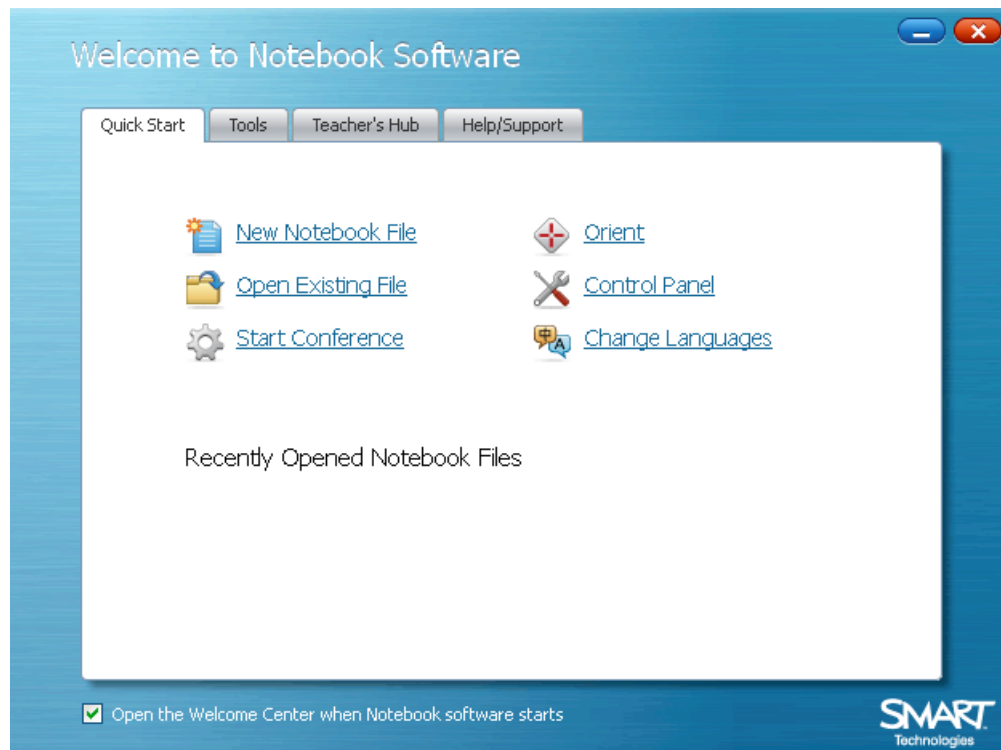 Welcome to Notebook Software
Quick Start
Tools
Teacher's Hub
Help/Support
New Notebook File
Orient
Open Existing File
Control Panel
Start Conference
Change Languages
中
A
Recently Opened Notebook Files
Open the Welcome Center when Notebook software starts
SMART
Technologies